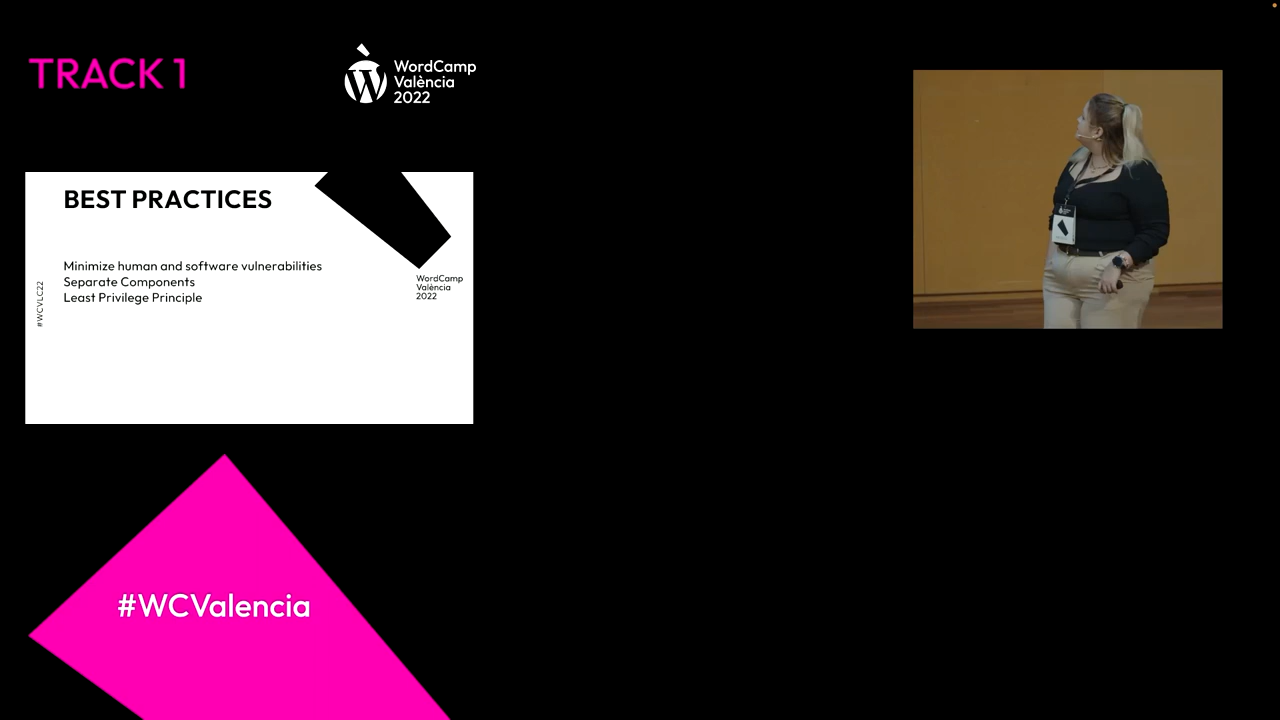 TRACK 1
WordCamp
València
2022
BEST PRACTICES
Minimize human and software vulnerabilities
Separate Components
Least Privilege Principle
WordCamp
València
2022
#WCVLC22
#WCValencia